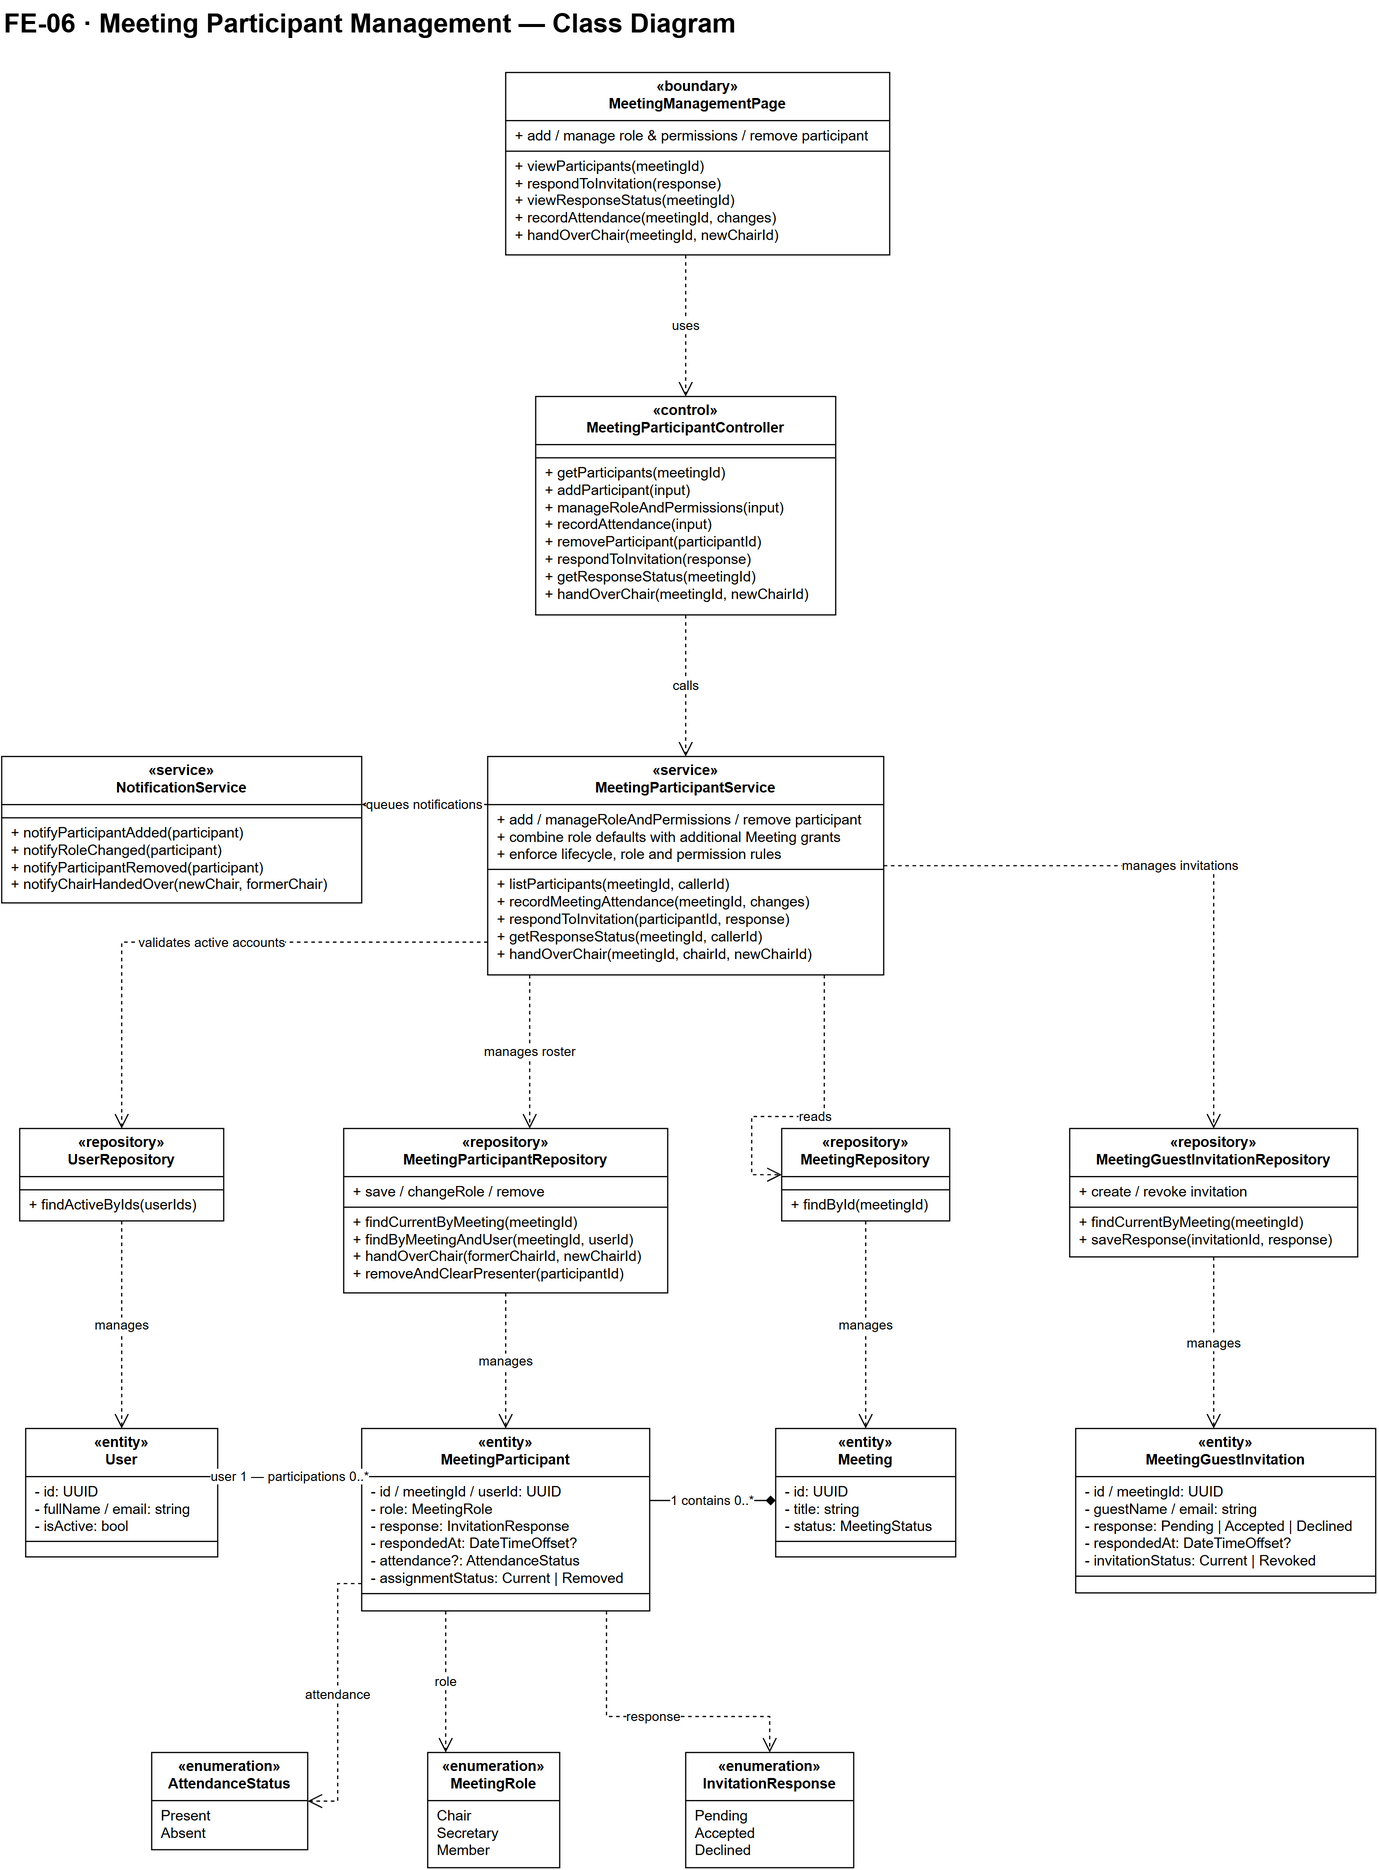 FE-06 · Meeting Participant Management — Class Diagram
«boundary»
MeetingManagementPage
+ add / manage role & permissions / remove participant
+ viewParticipants(meetingId)
+ respondToInvitation(response)
+ viewResponseStatus(meetingId)
+ recordAttendance(meetingId, changes)
+ handOverChair(meetingId, newChairId)
uses
«control»
MeetingParticipantController
+ getParticipants(meetingId)
+ addParticipant(input)
+ manageRoleAndPermissions(input)
+ recordAttendance(input)
+ removeParticipant(participantId)
+ respondToInvitation(response)
+ getResponseStatus(meetingId)
+ handOverChair(meetingId, newChairId)
calls
«service»
NotificationService
+ notifyParticipantAdded(participant)
+ notifyRoleChanged(participant)
+ notifyParticipantRemoved(participant)
+ notifyChairHandedOver(newChair, formerChair)
queues notifications
«service»
MeetingParticipantService
+ add / manageRoleAndPermissions / remove participant
+ combine role defaults with additional Meeting grants
+ enforce lifecycle, role and permission rules
+ listParticipants(meetingId, callerId)
+ recordMeetingAttendance(meetingId, changes)
+ respondToInvitation(participantId, response)
+ getResponseStatus(meetingId, callerId)
+ handOverChair(meetingId, chairId, newChairId)
manages invitations
validates active accounts
manages roster
reads
«repository»
UserRepository
+ findActiveByIds(userIds)
«repository»
MeetingParticipantRepository
+ save / changeRole / remove
+ findCurrentByMeeting(meetingId)
+ findByMeetingAndUser(meetingId, userId)
+ handOverChair(formerChairId, newChairId)
+ removeAndClearPresenter(participantId)
«repository»
MeetingRepository
+ findById(meetingId)
«repository»
MeetingGuestInvitationRepository
+ create / revoke invitation
+ findCurrentByMeeting(meetingId)
+ saveResponse(invitationId, response)
manages
manages
manages
manages
«entity»
User
- id: UUID
- fullName / email: string
- isActive: bool
user 1 — participations 0..*
«entity»
MeetingParticipant
- id / meetingId / userId: UUID
- role: MeetingRole
- response: InvitationResponse
- respondedAt: DateTimeOffset?
- attendance?: AttendanceStatus
- assignmentStatus: Current | Removed
1 contains 0..*
«entity»
Meeting
- id: UUID
- title: string
- status: MeetingStatus
«entity»
MeetingGuestInvitation
- id / meetingId: UUID
- guestName / email: string
- response: Pending | Accepted | Declined
- respondedAt: DateTimeOffset?
- invitationStatus: Current | Revoked
attendance
role
response
«enumeration»
AttendanceStatus
Present
Absent
«enumeration»
MeetingRole
Chair
Secretary
Member
«enumeration»
InvitationResponse
Pending
Accepted
Declined